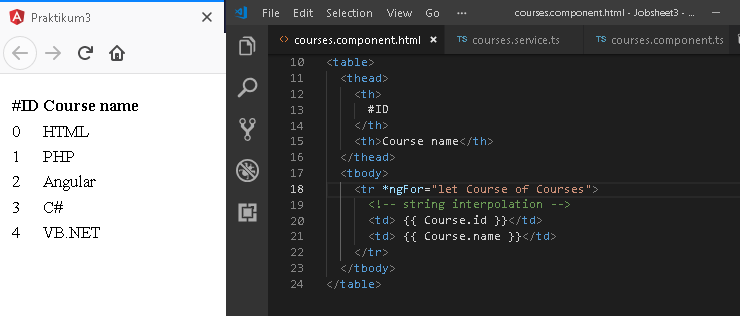 Praktikum3
#ID Course name
0 HTML
1 PHP
2 Angular
3 C#
4 VB.NET
File Edit Selection View Go ... courses.component.html - Jobsheet3 - ...
courses.component.html courses.service.ts courses.component.ts
10 <table>
11 <thead>
12 <th>
13 #ID
14 </th>
15 <th>Course name</th>
16 </thead>
17 <tbody>
18 <tr *ngFor="let Course of Courses">
19 <!-- string interpolation -->
20 <td> {{ Course.id }}</td>
21 <td> {{ Course.name }}</td>
22 </tr>
23 </tbody>
24 </table>